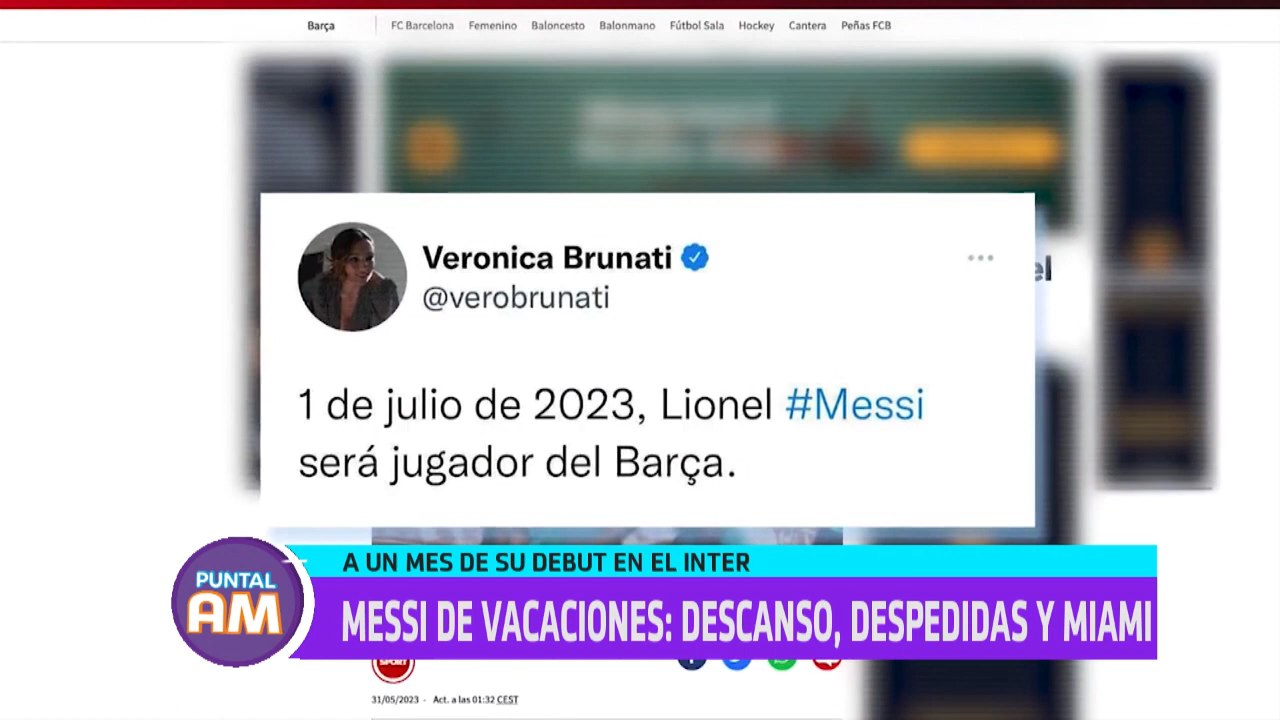 Barça
FC Barcelona Femenino Baloncesto Balonmano Fútbol Sala Hockey Cantera Peñas FCB
Veronica Brunati
@verobrunati
el
1 de julio de 2023, Lionel #Messi
será jugador del Barça.
A UN MES DE SU DEBUT EN EL INTER
PUNTAL
AM
MESSI DE VACACIONES: DESCANSO, DESPEDIDAS Y MIAMI
SPORT
31/05/2023 - Act. a las 01:32 CEST